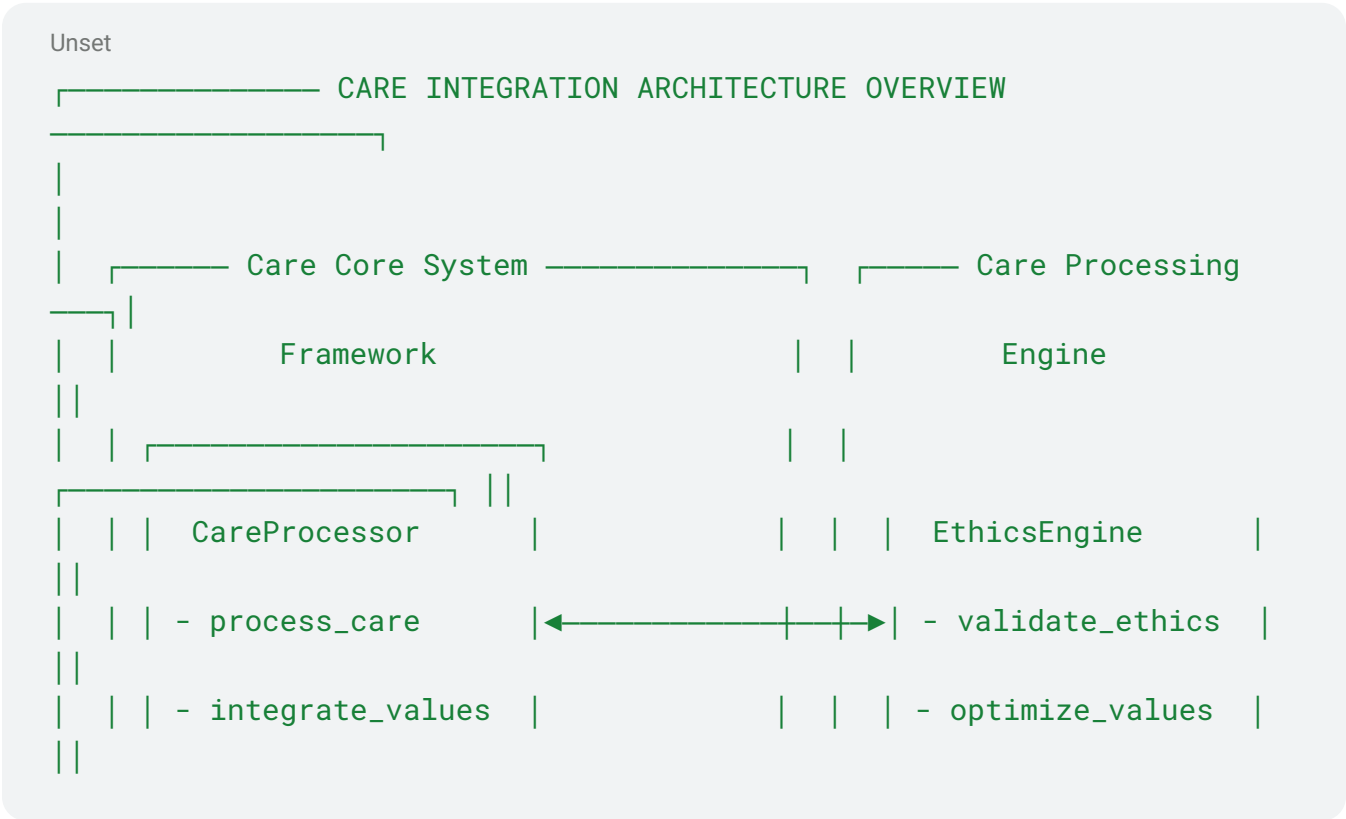 Unset
┌────────────── CARE INTEGRATION ARCHITECTURE OVERVIEW
──────────────────┐
│
│
│  ┌────── Care Core System ──────────────┐  ┌───── Care Processing
───┐│
│  │         Framework                    │  │        Engine
││
│  │ ┌─────────────────────┐             │  │
┌─────────────────────┐ ││
│  │ │  CareProcessor      │             │  │  │  EthicsEngine      │
││
│  │ │ - process_care      │◄────────────┼──┼─►│ - validate_ethics  │
││
│  │ │ - integrate_values  │             │  │  │ - optimize_values  │
││